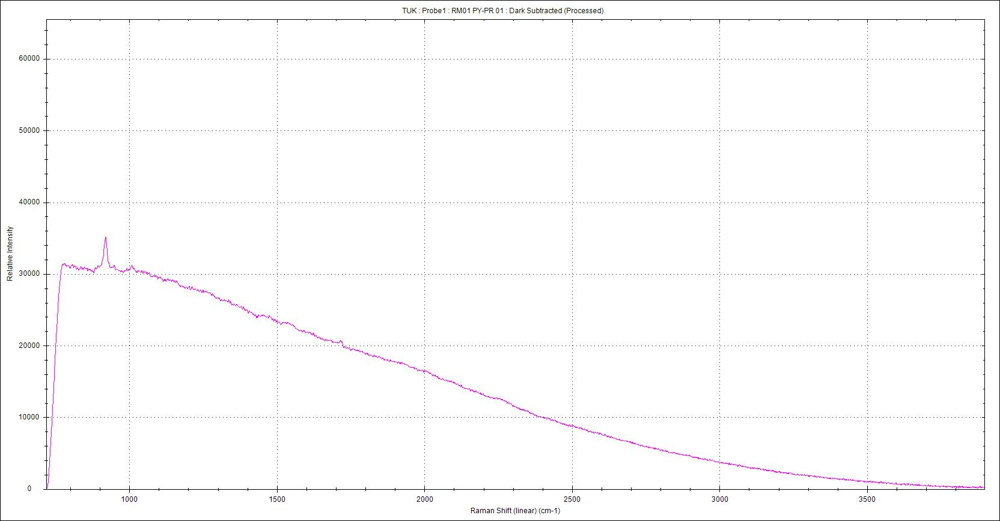 TUK : Probe1 : RM01 PY-PR 01 : Dark Subtracted (Processed)
60000
50000
40000
30000
20000
10000
0
Relative Intensity
1000 1500 2000 2500 3000 3500
Raman Shift (linear) (cm-1)